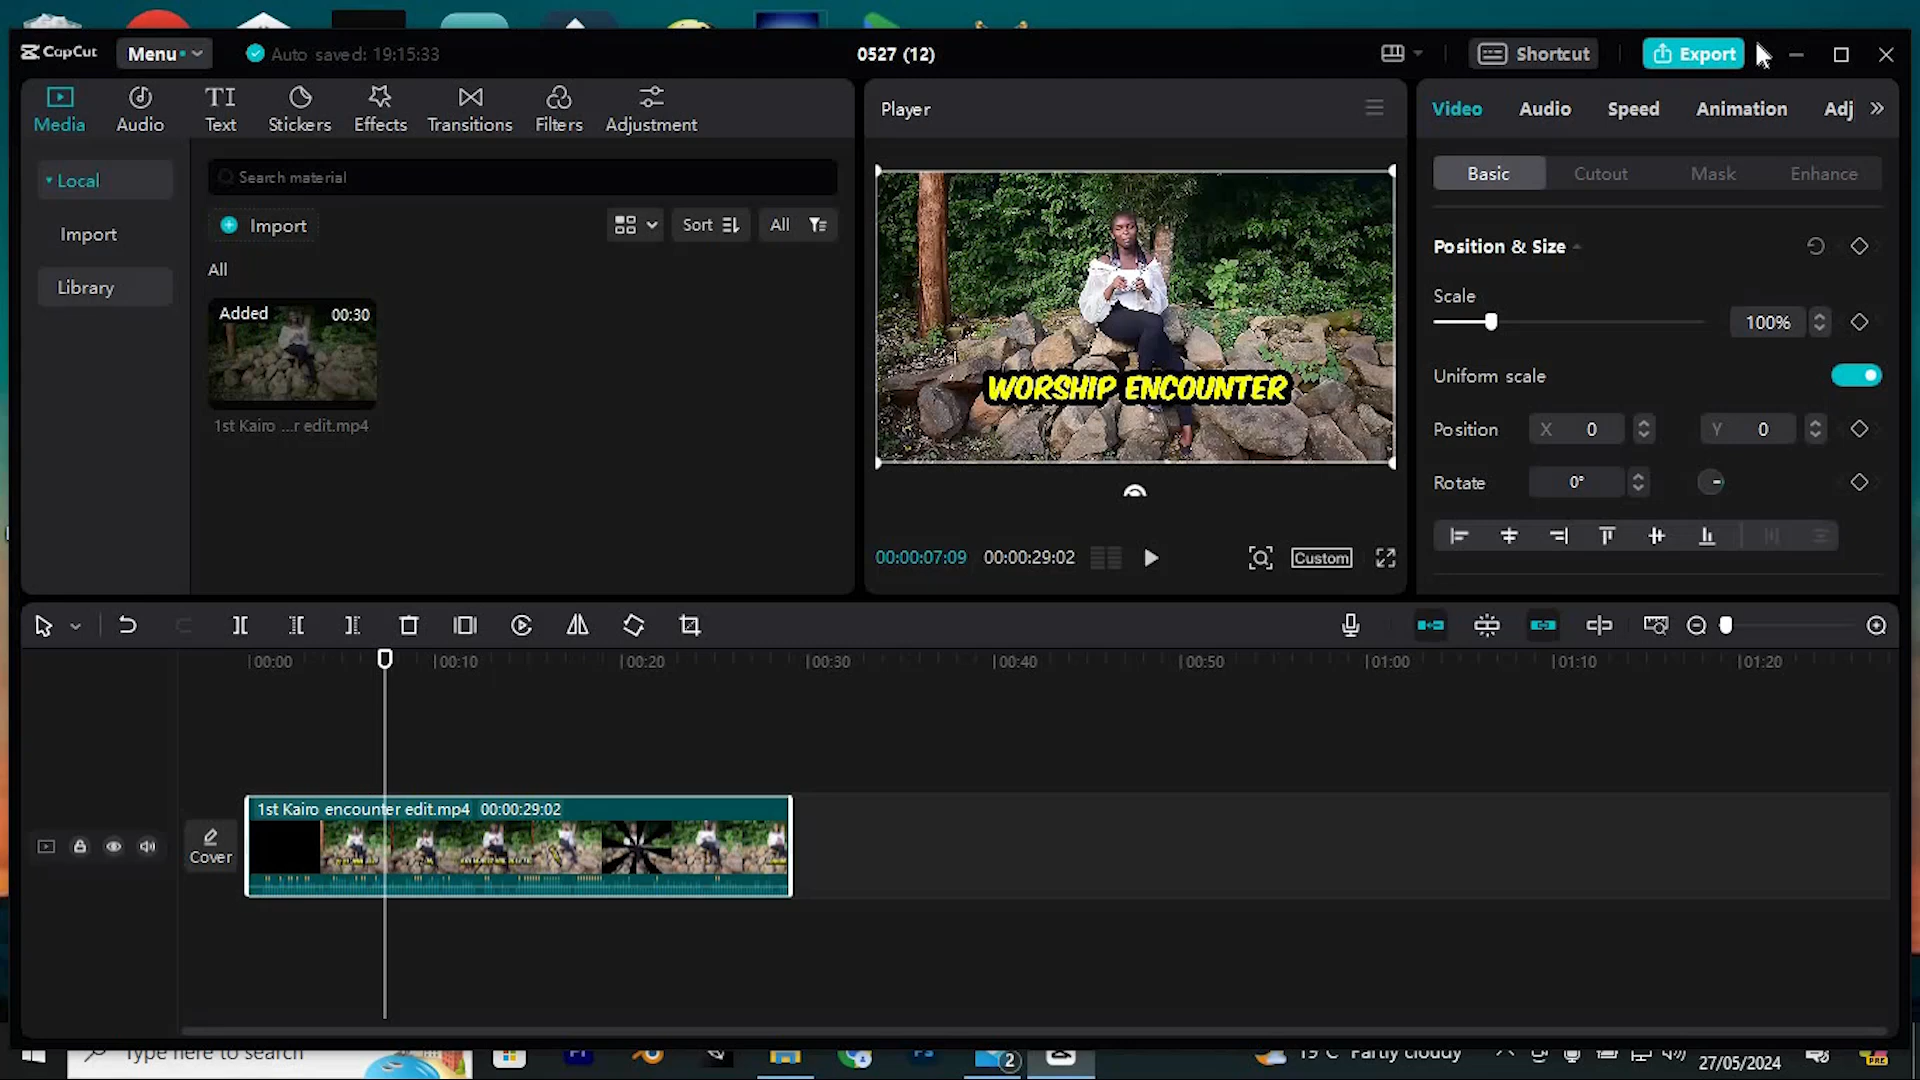 CapCut
Menu
Auto saved: 19:15:33
0527 (12)
Shortcut
Export
Media
Audio
Text
Stickers
Effects
Transitions
Filters
Adjustment
Local
Import
Library
Search material
Import
Sort
All
All
Added
00:30
1st Kairo ...r edit.mp4
Player
WORSHIP ENCOUNTER
00:00:07:09
00:00:29:02
Custom
Video
Audio
Speed
Animation
Adj
Basic
Cutout
Mask
Enhance
Position & Size
Scale
100%
Uniform scale
Position
X 0
Y 0
Rotate
0°
00:00
00:10
00:20
00:30
00:40
00:50
01:00
01:10
01:20
Cover
1st Kairo encounter edit.mp4 00:00:29:02
Type here to search
2
19°C Partly cloudy
27/05/2024
PRE